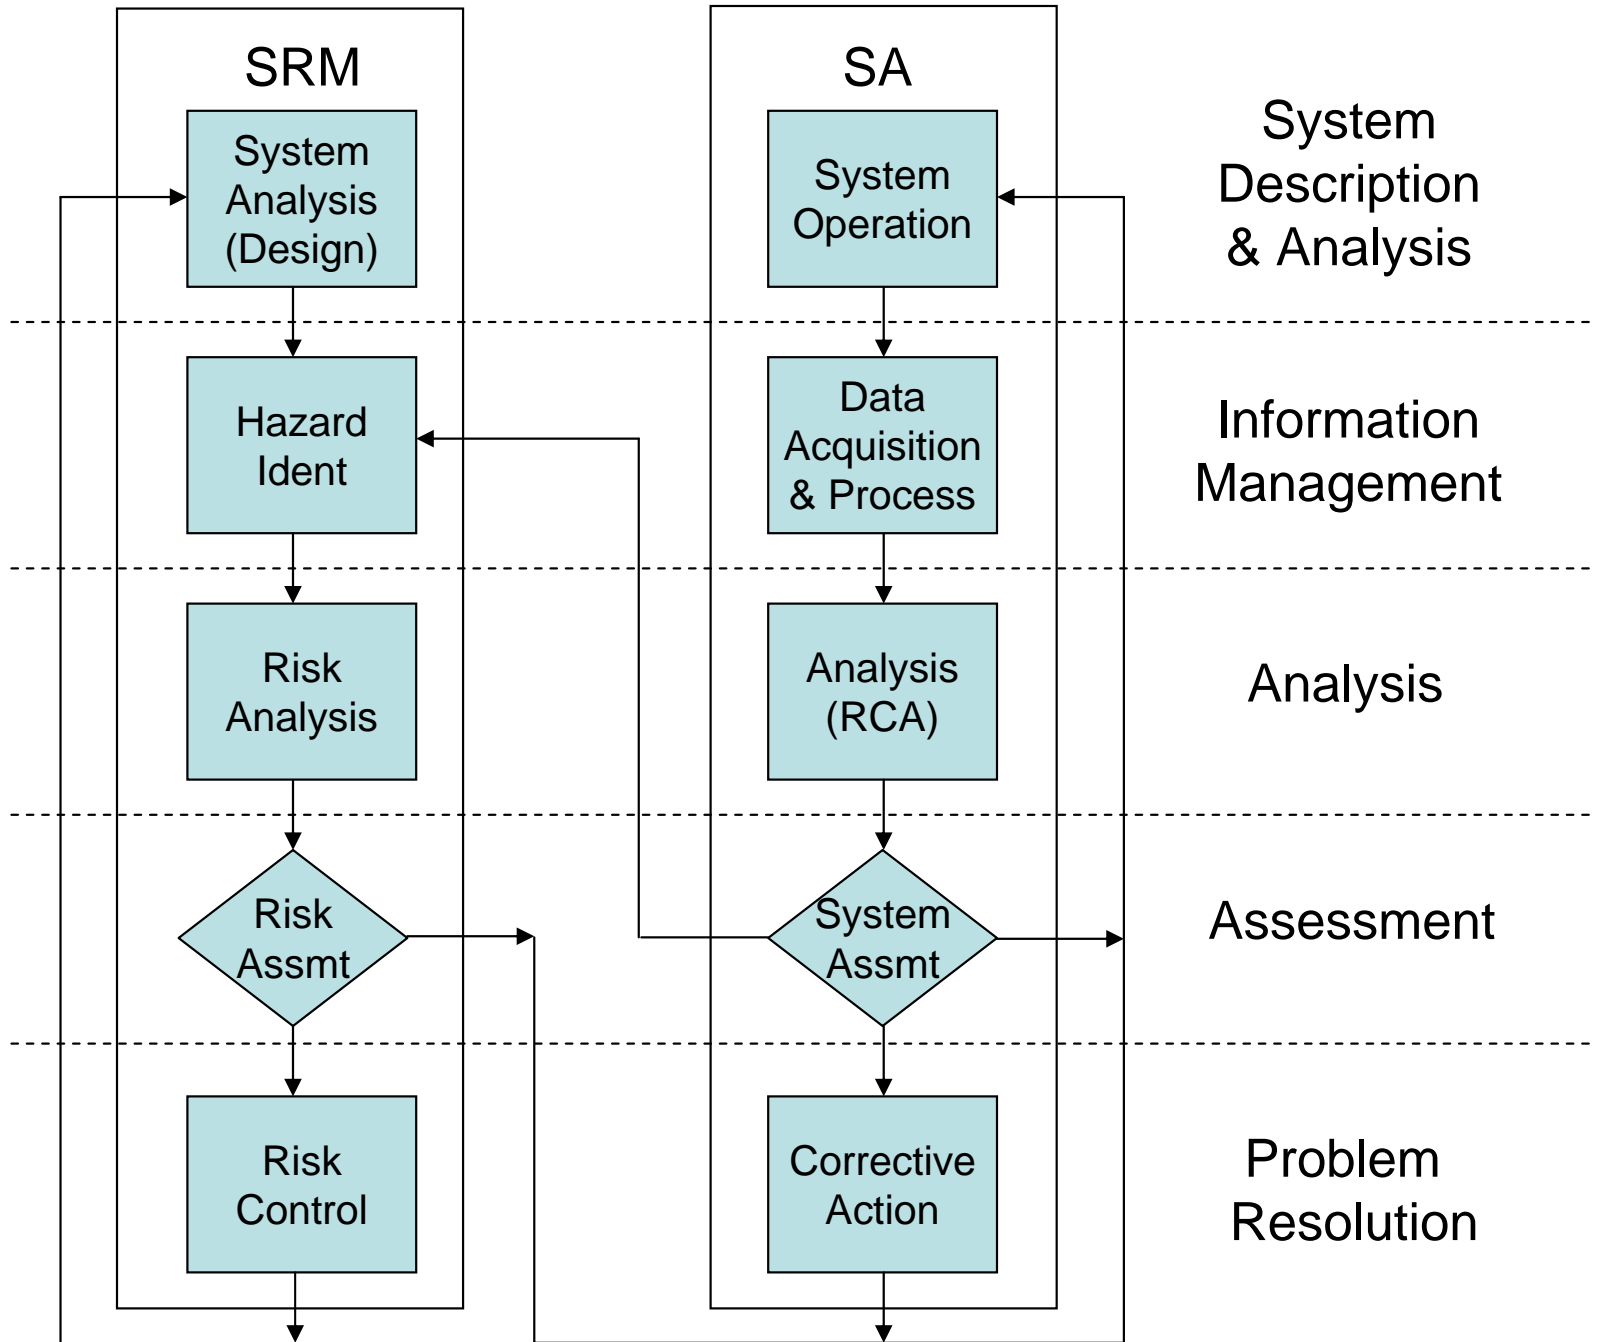 SRM
SA
System
Analysis
(Design)
System
Operation
System
Description
& Analysis
Hazard
Ident
Data
Acquisition
& Process
Information
Management
Risk
Analysis
Analysis
(RCA)
Analysis
Risk
Assmt
System
Assmt
Assessment
Risk
Control
Corrective
Action
Problem
Resolution